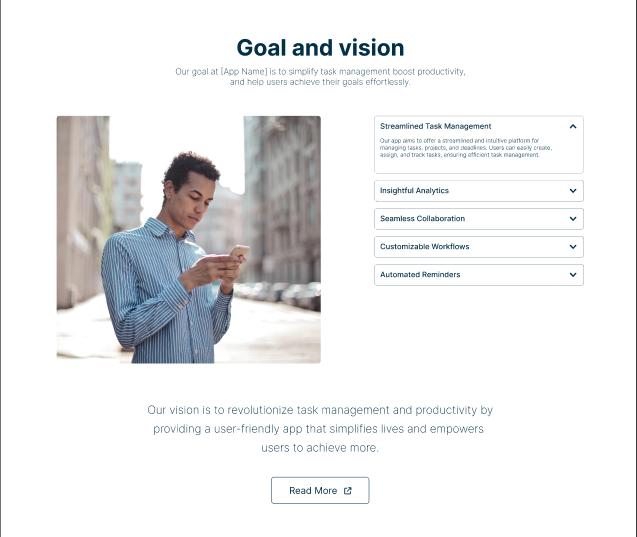 Goal and vision
Our goal at [App Name] is to simplify task management boost productivity,
and help users achieve their goals effortlessly.
Streamlined Task Management
Our app aims to offer a streamlined and intuitive platform for
managing tasks, projects, and deadlines. Users can easily create,
assign, and track tasks, ensuring efficient task management.
Insightful Analytics
Seamless Collaboration
Customizable Workflows
Automated Reminders
Our vision is to revolutionize task management and productivity by
providing a user-friendly app that simplifies lives and empowers
users to achieve more.
Read More